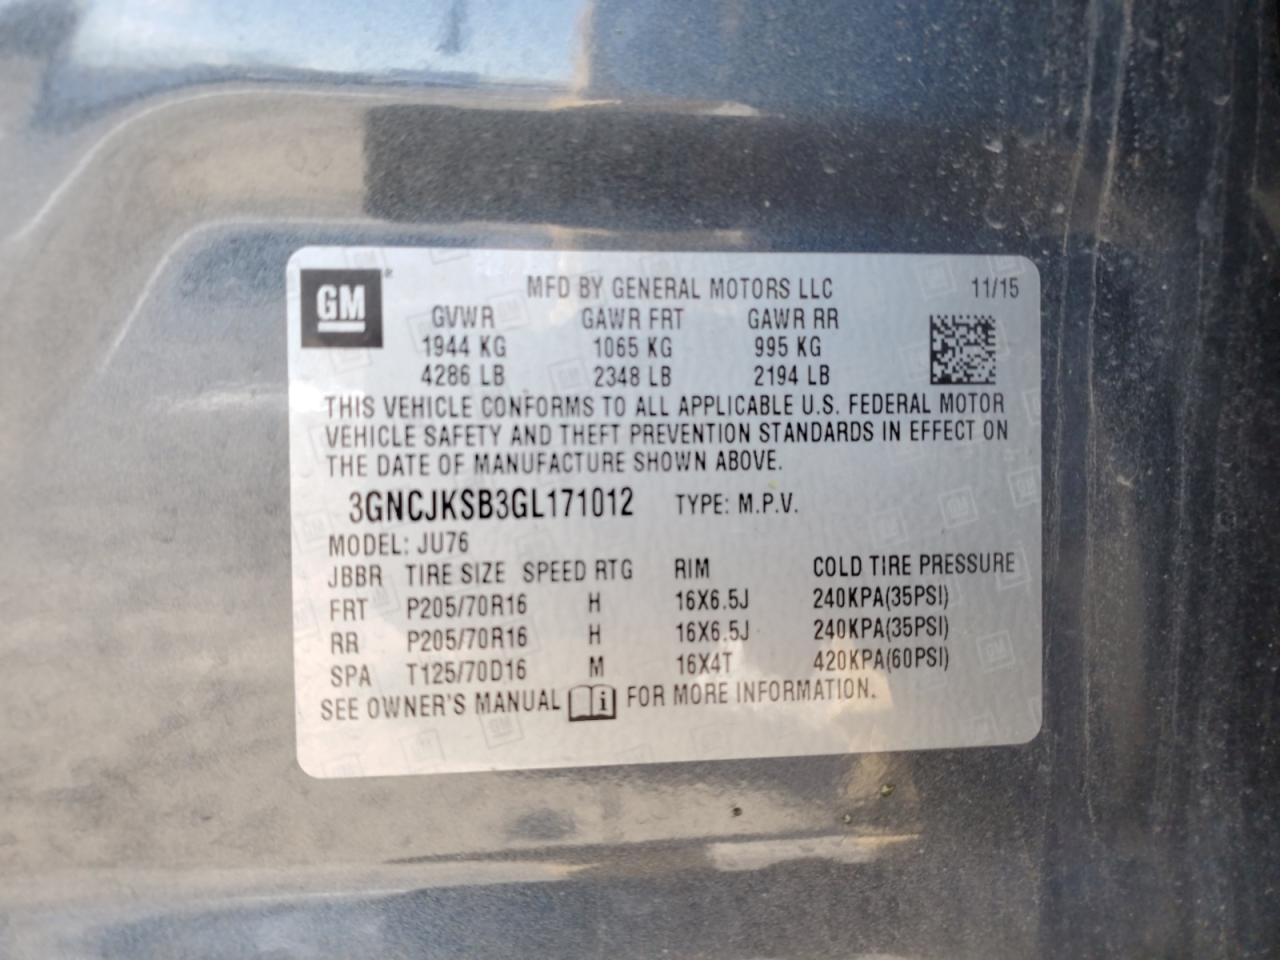 GM ®
MFD BY GENERAL MOTORS LLC 11/15
GVWR GAWR FRT GAWR RR
1944 KG 1065 KG 995 KG
4286 LB 2348 LB 2194 LB
THIS VEHICLE CONFORMS TO ALL APPLICABLE U.S. FEDERAL MOTOR
VEHICLE SAFETY AND THEFT PREVENTION STANDARDS IN EFFECT ON
THE DATE OF MANUFACTURE SHOWN ABOVE.
3GNCJKSB3GL171012 TYPE: M.P.V.
MODEL: JU76
JBBR TIRE SIZE SPEED RTG RIM COLD TIRE PRESSURE
FRT P205/70R16 H 16X6.5J 240KPA(35PSI)
RR P205/70R16 H 16X6.5J 240KPA(35PSI)
SPA T125/70D16 M 16X4T 420KPA(60PSI)
SEE OWNER'S MANUAL i FOR MORE INFORMATION.